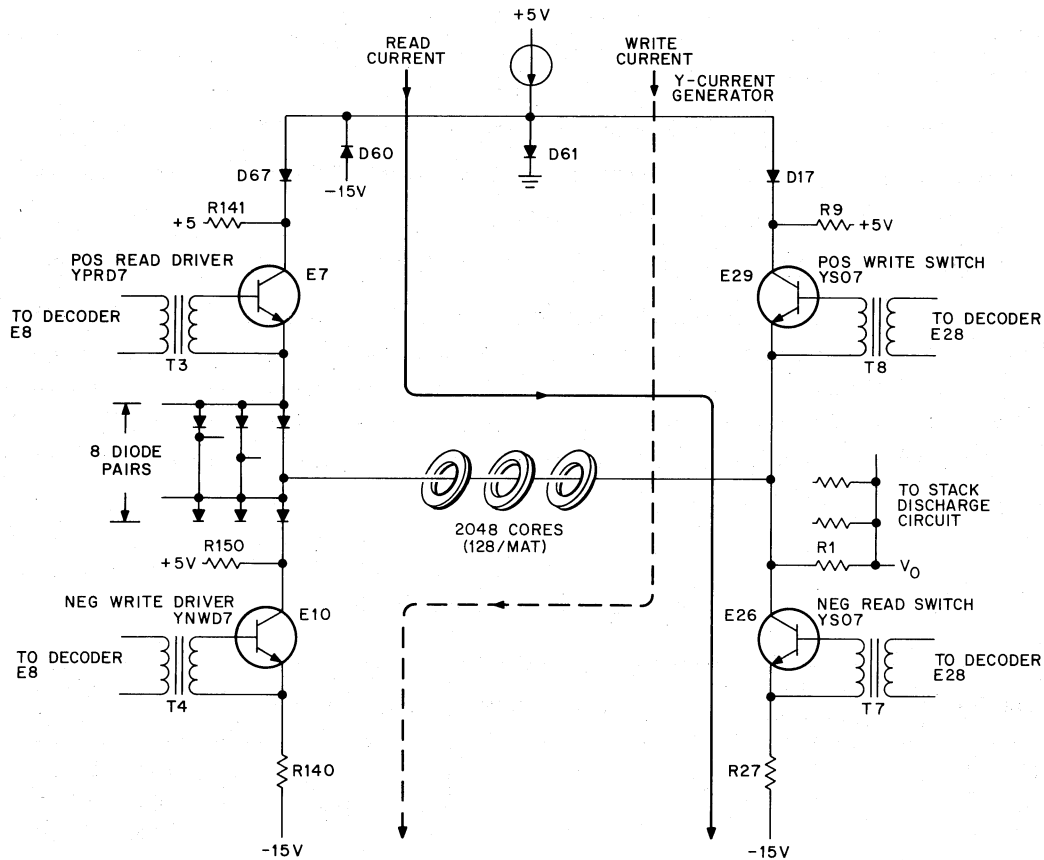 +5V
READ
CURRENT
WRITE
CURRENT
Y-CURRENT
GENERATOR
D60
-15V
D61
D67
D17
R141
+5
R9
+5V
POS READ DRIVER
YPRD7
E7
E29
POS WRITE SWITCH
YS07
TO DECODER
E8
T3
T8
TO DECODER
E28
8 DIODE
PAIRS
2048 CORES
(128/MAT)
TO STACK
DISCHARGE
CIRCUIT
R1
V0
R150
+5V
NEG WRITE DRIVER
YNWD7
E10
E26
NEG READ SWITCH
YS07
TO DECODER
E8
T4
T7
TO DECODER
E28
R140
R27
-15V
-15V